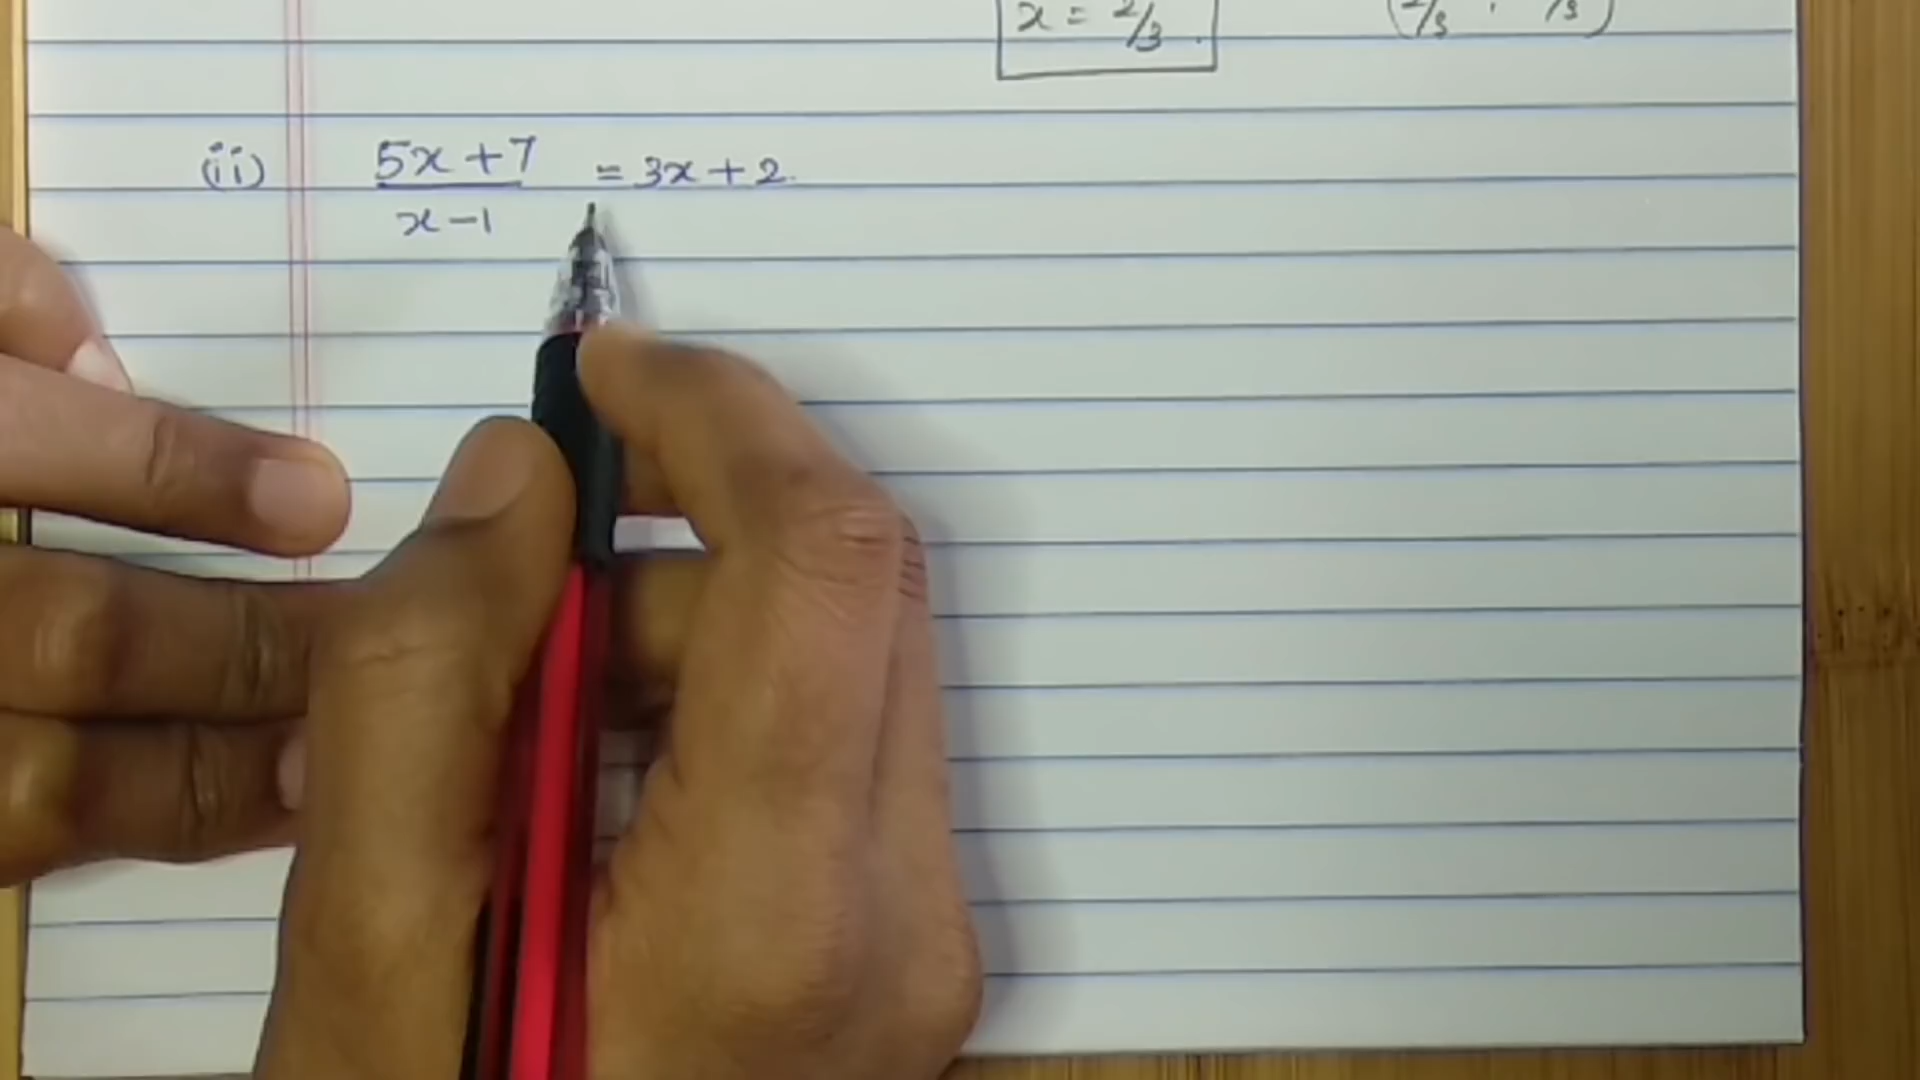 x = 2/3
(ii) 5x + 7 = 3x + 2.
x - 1